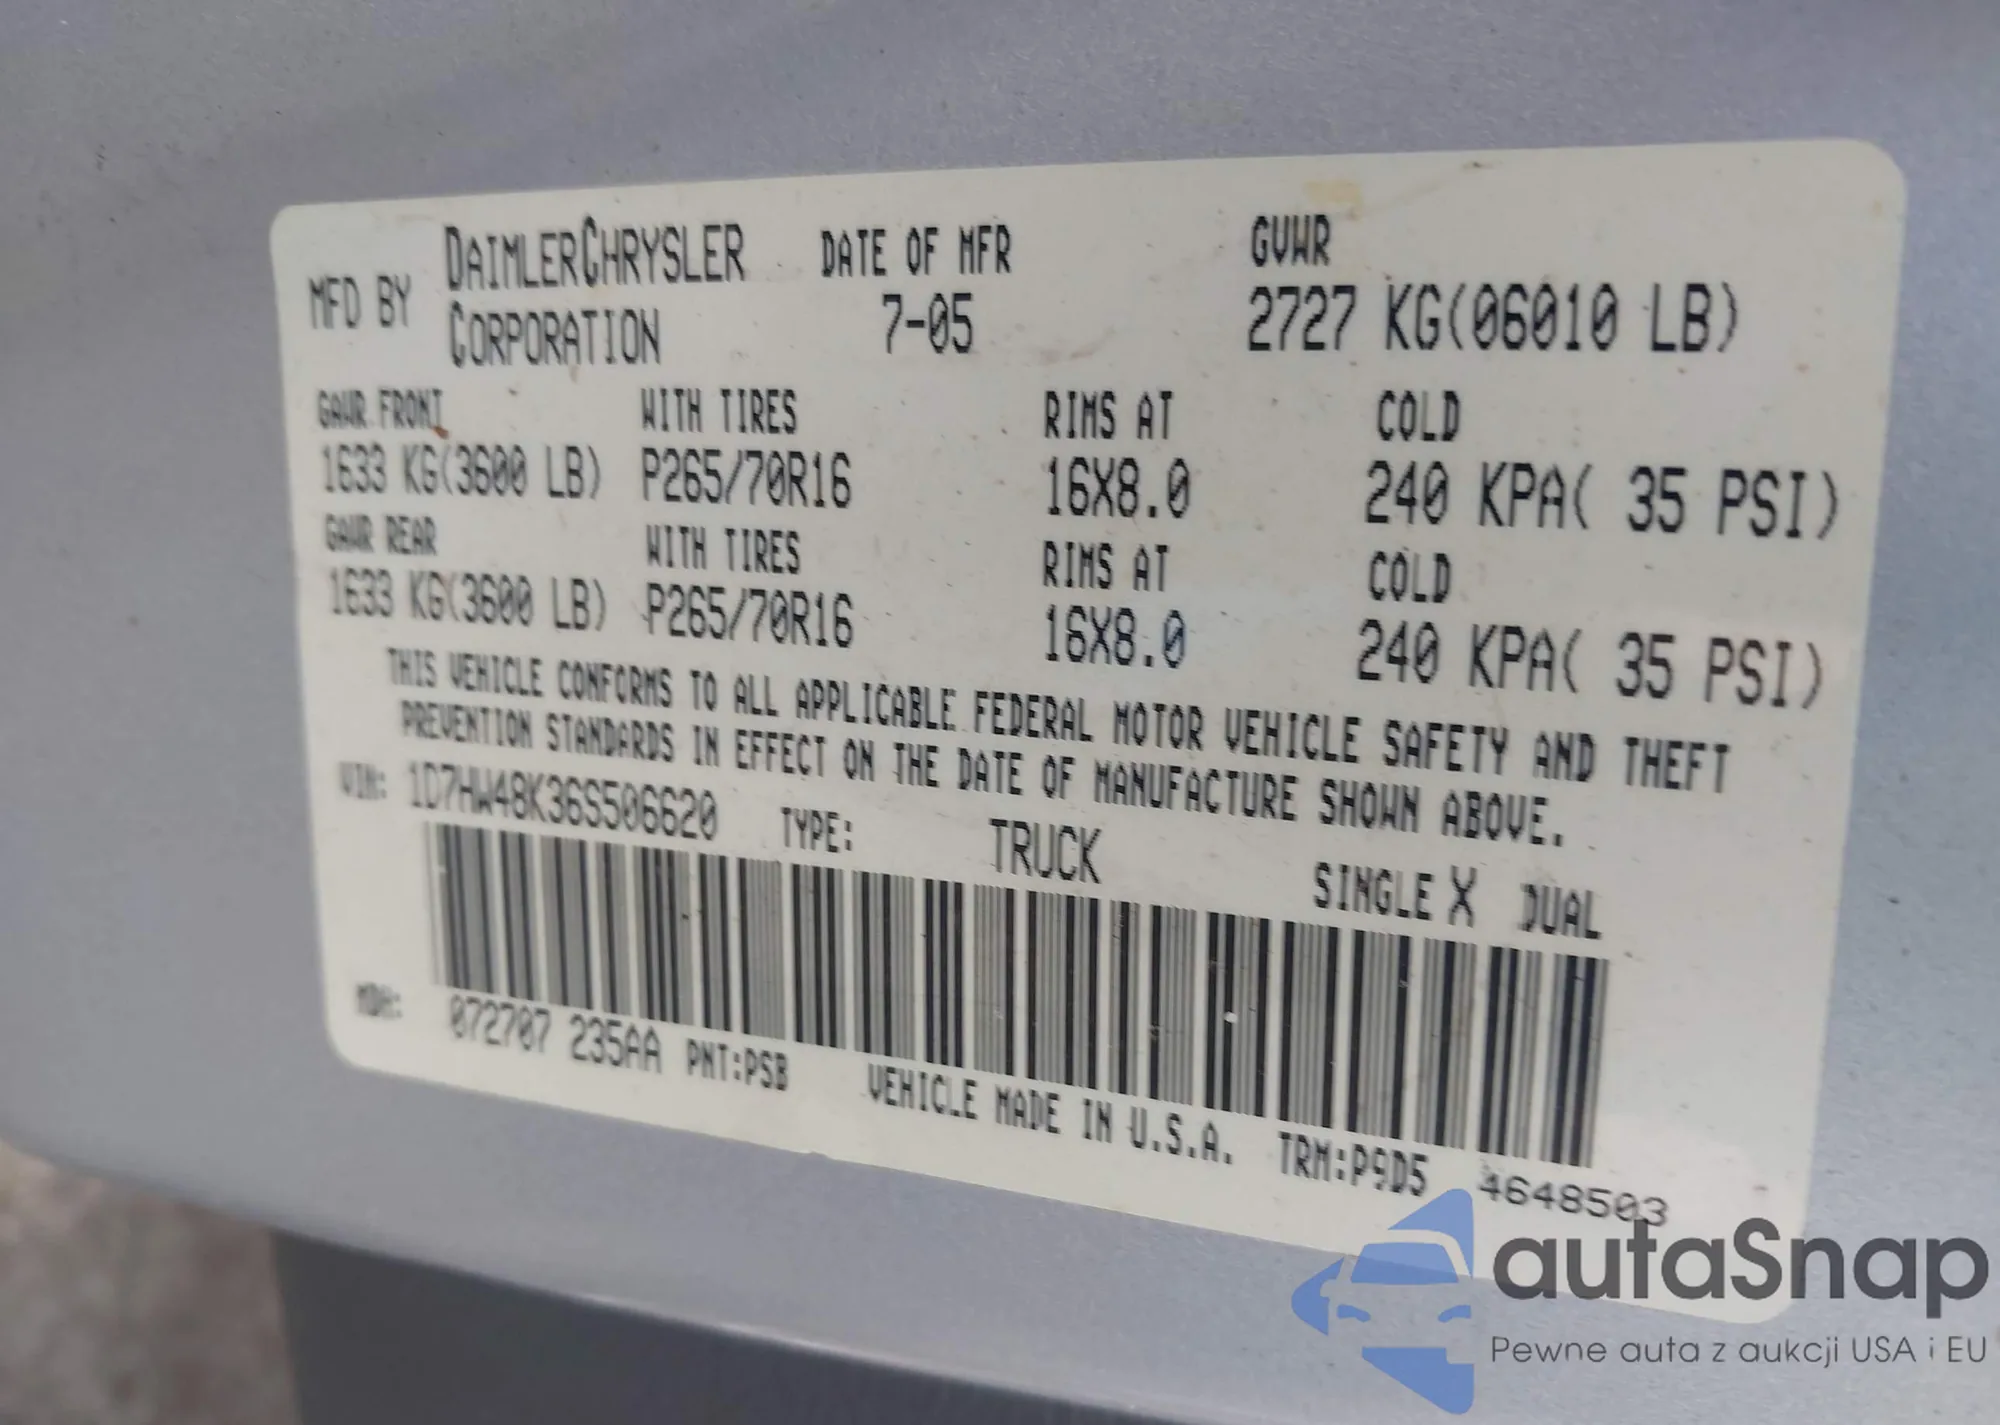 MFD BY DAIMLERCHRYSLER CORPORATION
DATE OF MFR
7-05
GVWR
2727 KG(06010 LB)
GAWR FRONT WITH TIRES RIMS AT COLD
1633 KG(3600 LB) P265/70R16 16X8.0 240 KPA( 35 PSI)
GAWR REAR WITH TIRES RIMS AT COLD
1633 KG(3600 LB) P265/70R16 16X8.0 240 KPA( 35 PSI)
THIS VEHICLE CONFORMS TO ALL APPLICABLE FEDERAL MOTOR VEHICLE SAFETY AND THEFT
PREVENTION STANDARDS IN EFFECT ON THE DATE OF MANUFACTURE SHOWN ABOVE.
VIN: 1D7HW48K36S506620 TYPE: TRUCK SINGLE X DUAL
MDH: 072707 235AA PNT:PSB VEHICLE MADE IN U.S.A. TRM:P9D5 4648503
autaSnap
Pewne auta z aukcji USA i EU